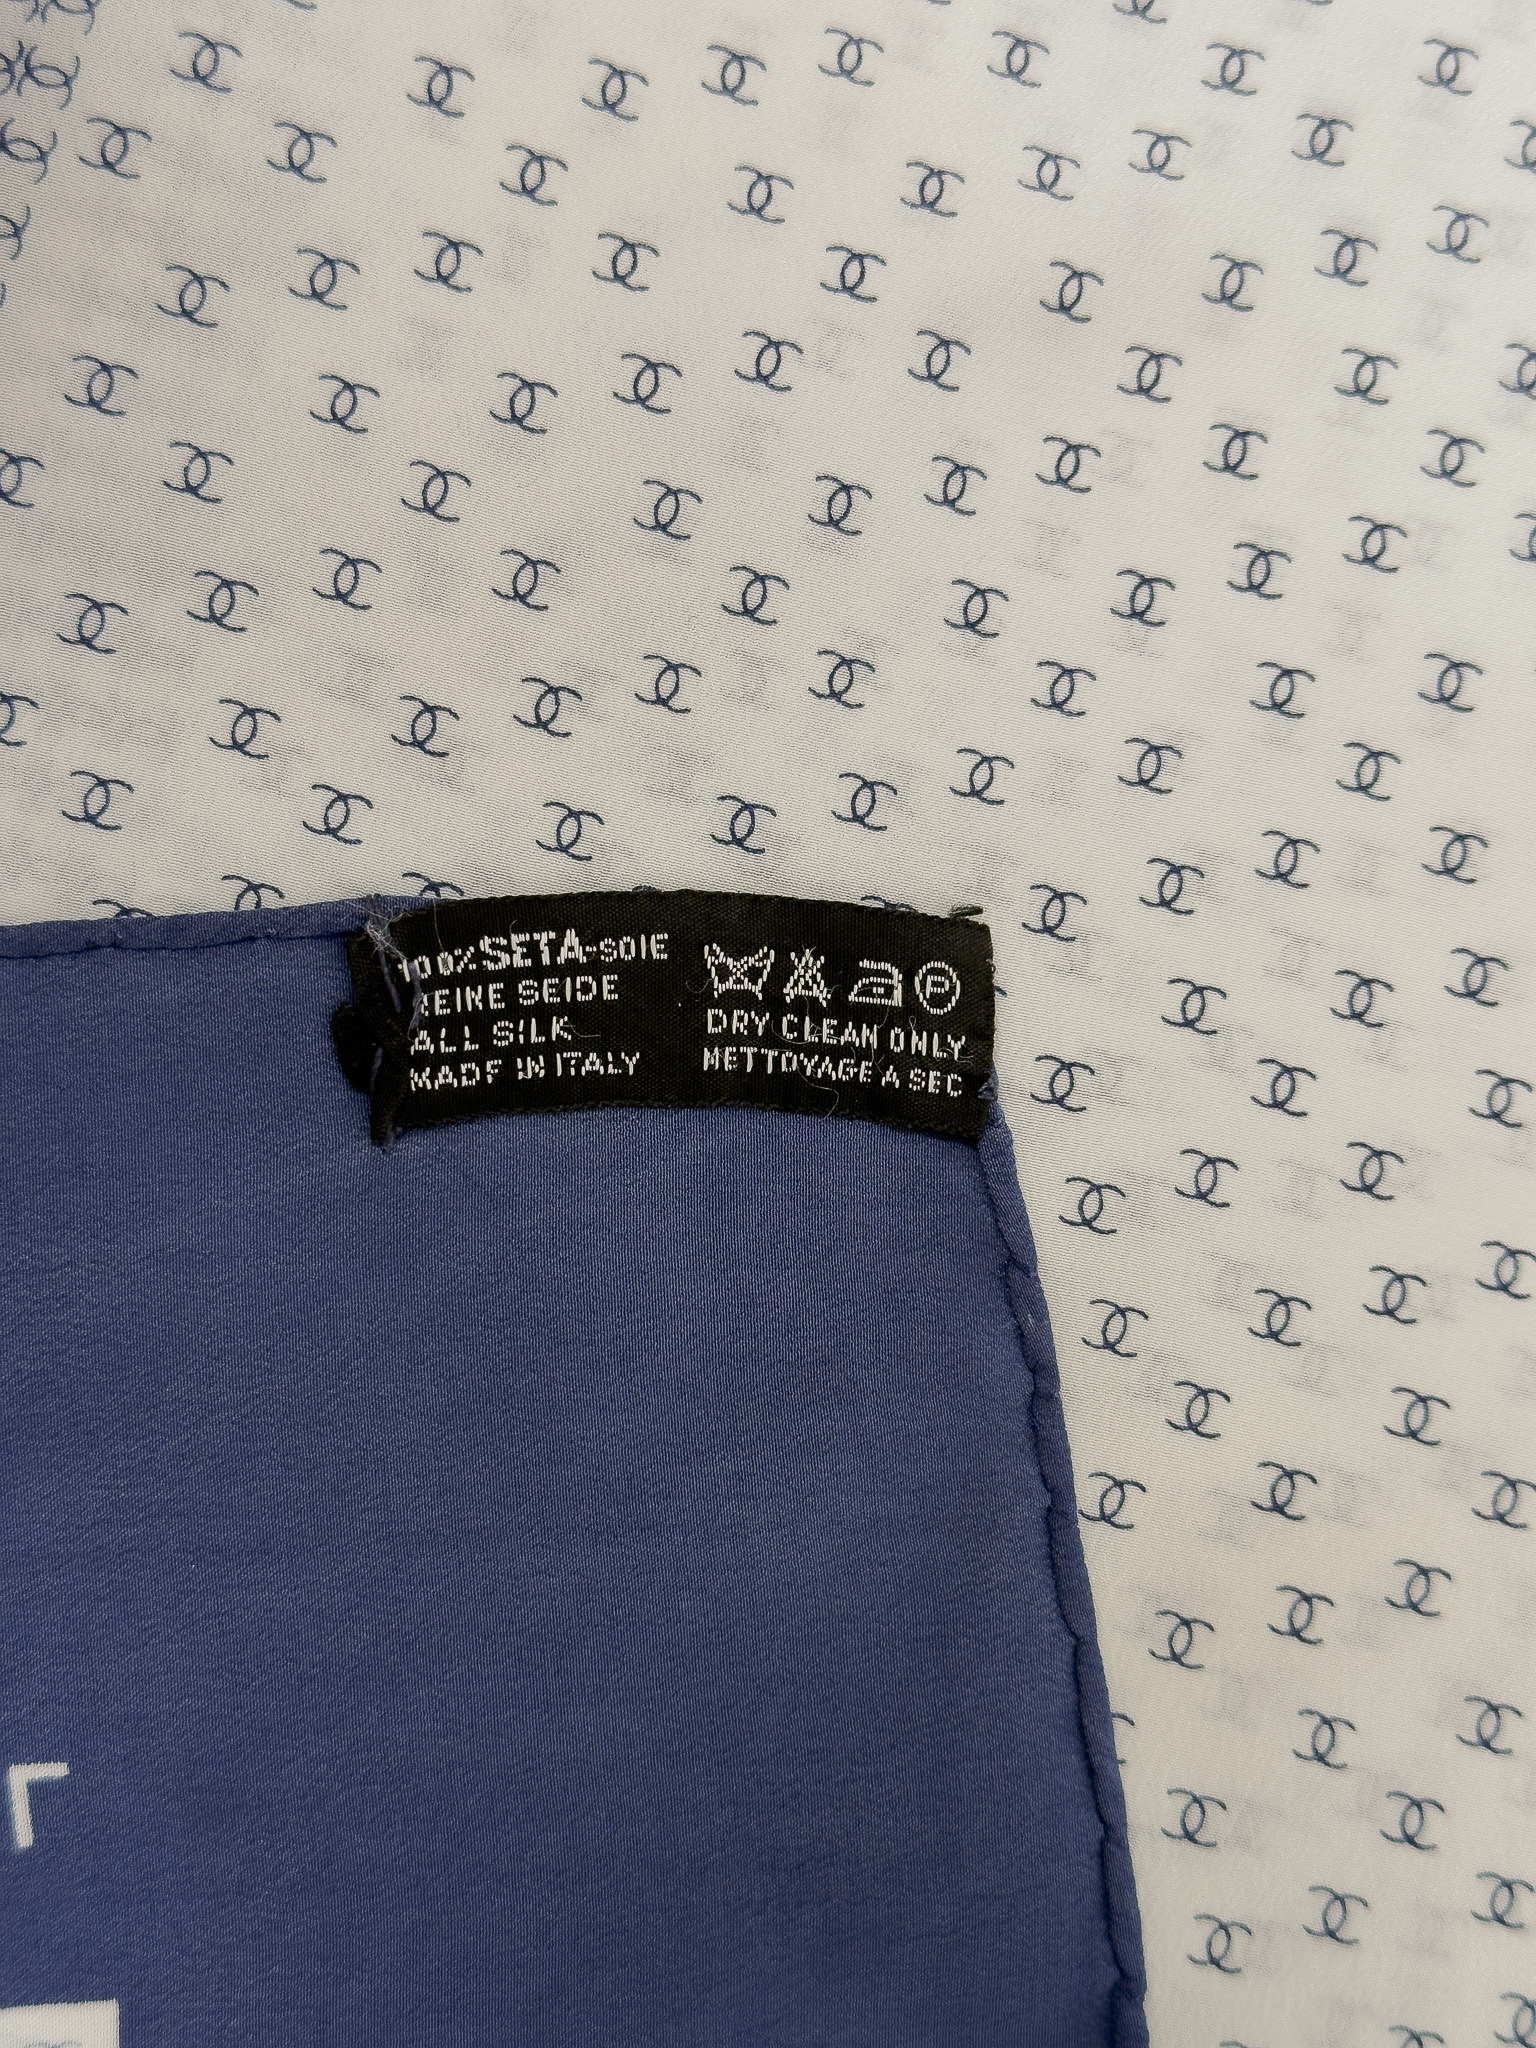 100% SETA-SOIE
REINE SEIDE
ALL SILK
MADE IN ITALY
P
DRY CLEAN ONLY
NETTOYAGE A SEC